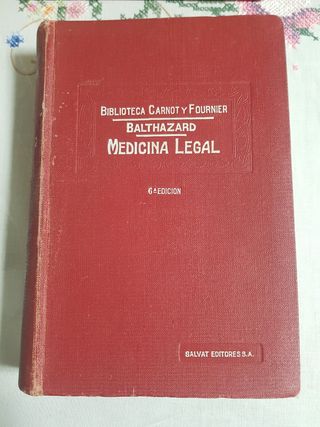 BIBLIOTECA CARNOT Y FOURNIER
BALTHAZARD
MEDICINA LEGAL
6ª EDICION
SALVAT EDITORES S.A.